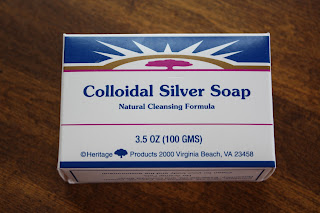 Colloidal Silver Soap
Natural Cleansing Formula
3.5 OZ (100 GMS)
©Heritage Products 2000 Virginia Beach, VA 23458